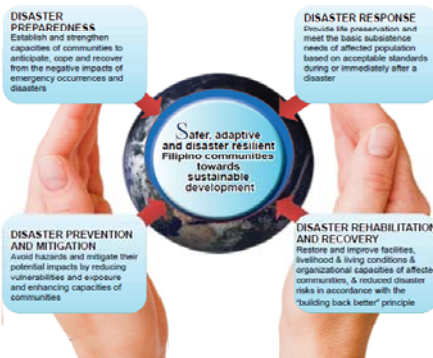 DISASTER
PREPAREDNESS
Establish and strengthen
capacities of communities to
anticipate, cope and recover
from the negative impacts of
emergency occurrences and
disasters
DISASTER RESPONSE
Provide life preservation and
meet the basic subsistence
needs of affected population
based on acceptable standards
during or immediately after a
disaster
Safer, adaptive
and disaster resilient
Filipino communities
towards
sustainable
development
DISASTER PREVENTION
AND MITIGATION
Avoid hazards and mitigate their
potential impacts by reducing
vulnerabilities and exposure
and enhancing capacities of
communities
DISASTER REHABILITATION
AND RECOVERY
Restore and improve facilities,
livelihood & living conditions &
organizational capacities of affected
communities, & reduced disaster
risks in accordance with the
"building back better" principle